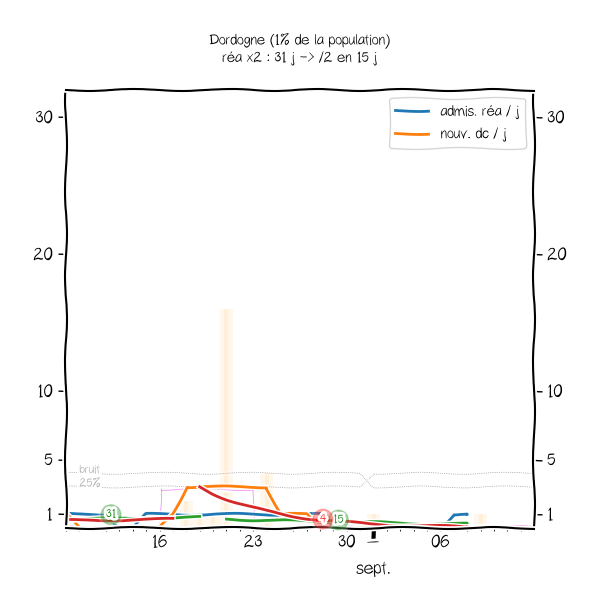 Dordogne (1% de la population)
réa x2 : 31 j -> /2 en 15 j
admis. réa / j
nouv. dc / j
30 30
20 20
10 10
5 5
bruit
25%
31 4 15
1 1
16 23 30 1 06
sept.